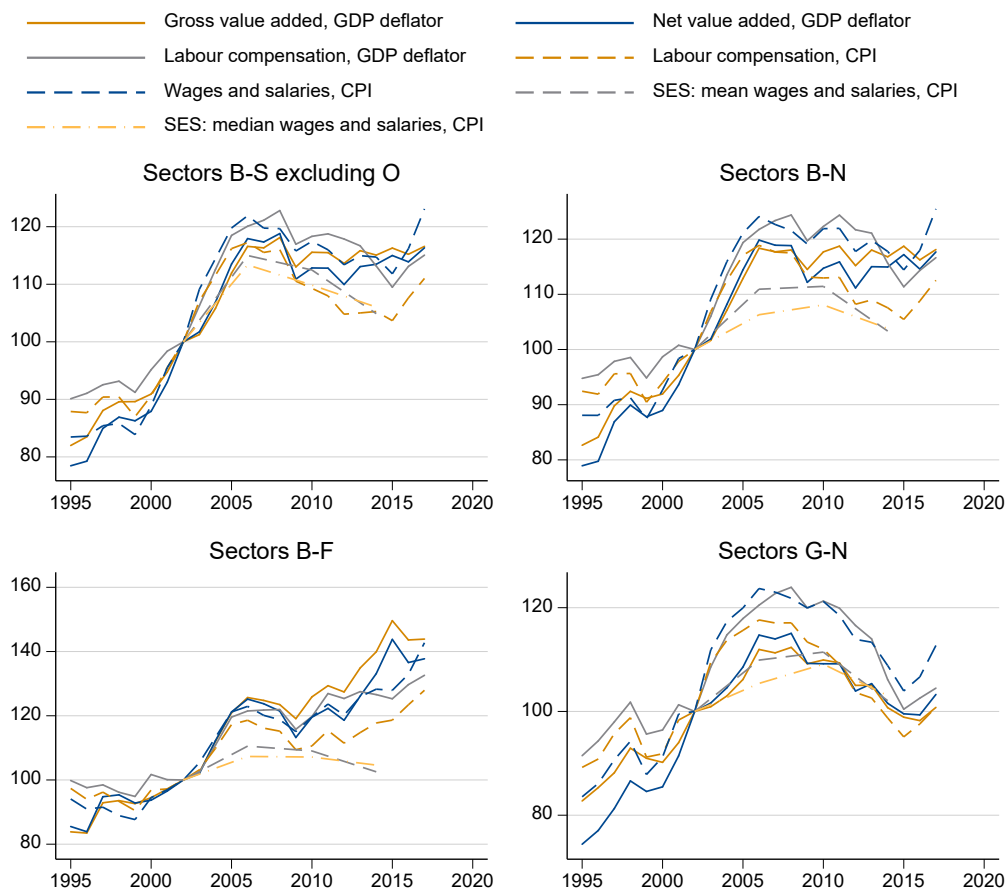 Gross value added, GDP deflator
Net value added, GDP deflator
Labour compensation, GDP deflator
Labour compensation, CPI
Wages and salaries, CPI
SES: mean wages and salaries, CPI
SES: median wages and salaries, CPI
Sectors B-S excluding O
120
110
100
90
80
1995 2000 2005 2010 2015 2020
Sectors B-N
120
110
100
90
80
1995 2000 2005 2010 2015 2020
Sectors B-F
160
140
120
100
80
1995 2000 2005 2010 2015 2020
Sectors G-N
120
100
80
1995 2000 2005 2010 2015 2020